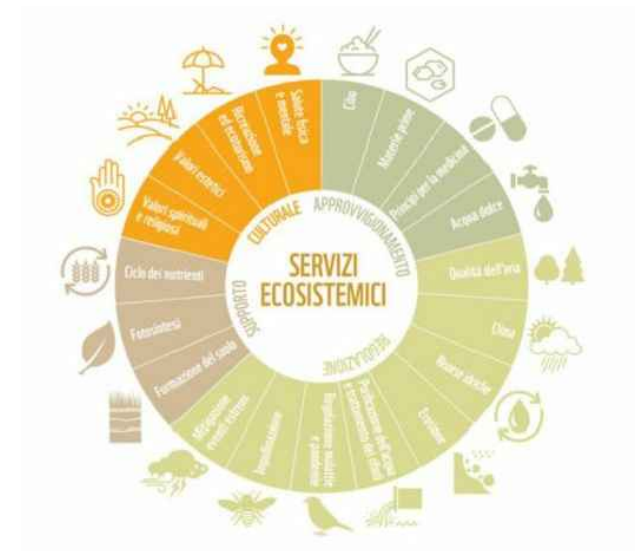 SERVIZI
ECOSISTEMICI
CULTURALE
Salute fisica
e mentale
Ricreazione
ed ecoturismo
Valori estetici
Valori spirituali
e religiosi
APPROVVIGIONAMENTO
Cibo
Materie prime
Principi per la medicina
Acqua dolce
REGOLAZIONE
Qualità dell'aria
Clima
Risorse idriche
Erosione
Purificazione dell'acqua
e trattamento dei rifiuti
Regolazione malattie
e pandemie
Impollinazione
Mitigazione
eventi estremi
SUPPORTO
Formazione del suolo
Fotosintesi
Ciclo dei nutrienti